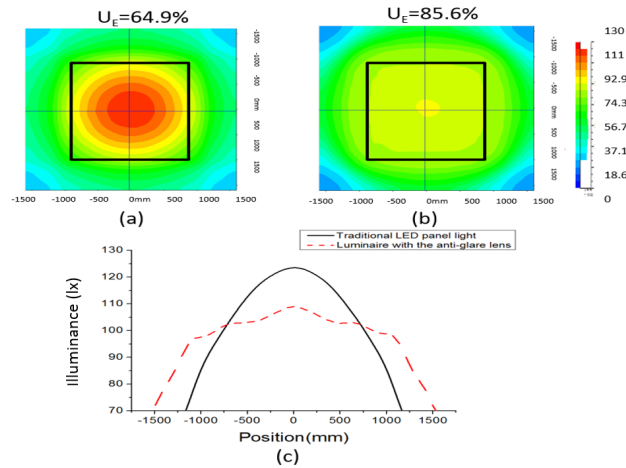 U_E=64.9%
U_E=85.6%
-1500
-1000
-500
0mm
500
1000
1500
-1500
-1000
-500
0mm
500
1000
1500
130
111
92.9
74.3
55.7
37.1
18.6
0
-1500 -1000 -500 0mm 500 1000 1500
-1500 -1000 -500 0mm 500 1000 1500
(a)
(b)
Traditional LED panel light
Luminaire with the anti-glare lens
Illuminance (lx)
130
120
110
100
90
80
70
-1500 -1000 -500 0 500 1000 1500
Position(mm)
(c)